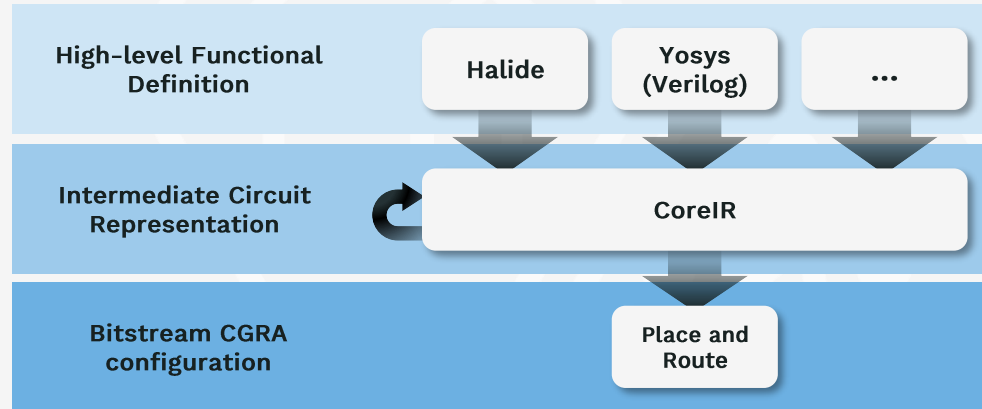 High-level Functional
Definition
Halide
Yosys
(Verilog)
...
Intermediate Circuit
Representation
CoreIR
Bitstream CGRA
configuration
Place and
Route